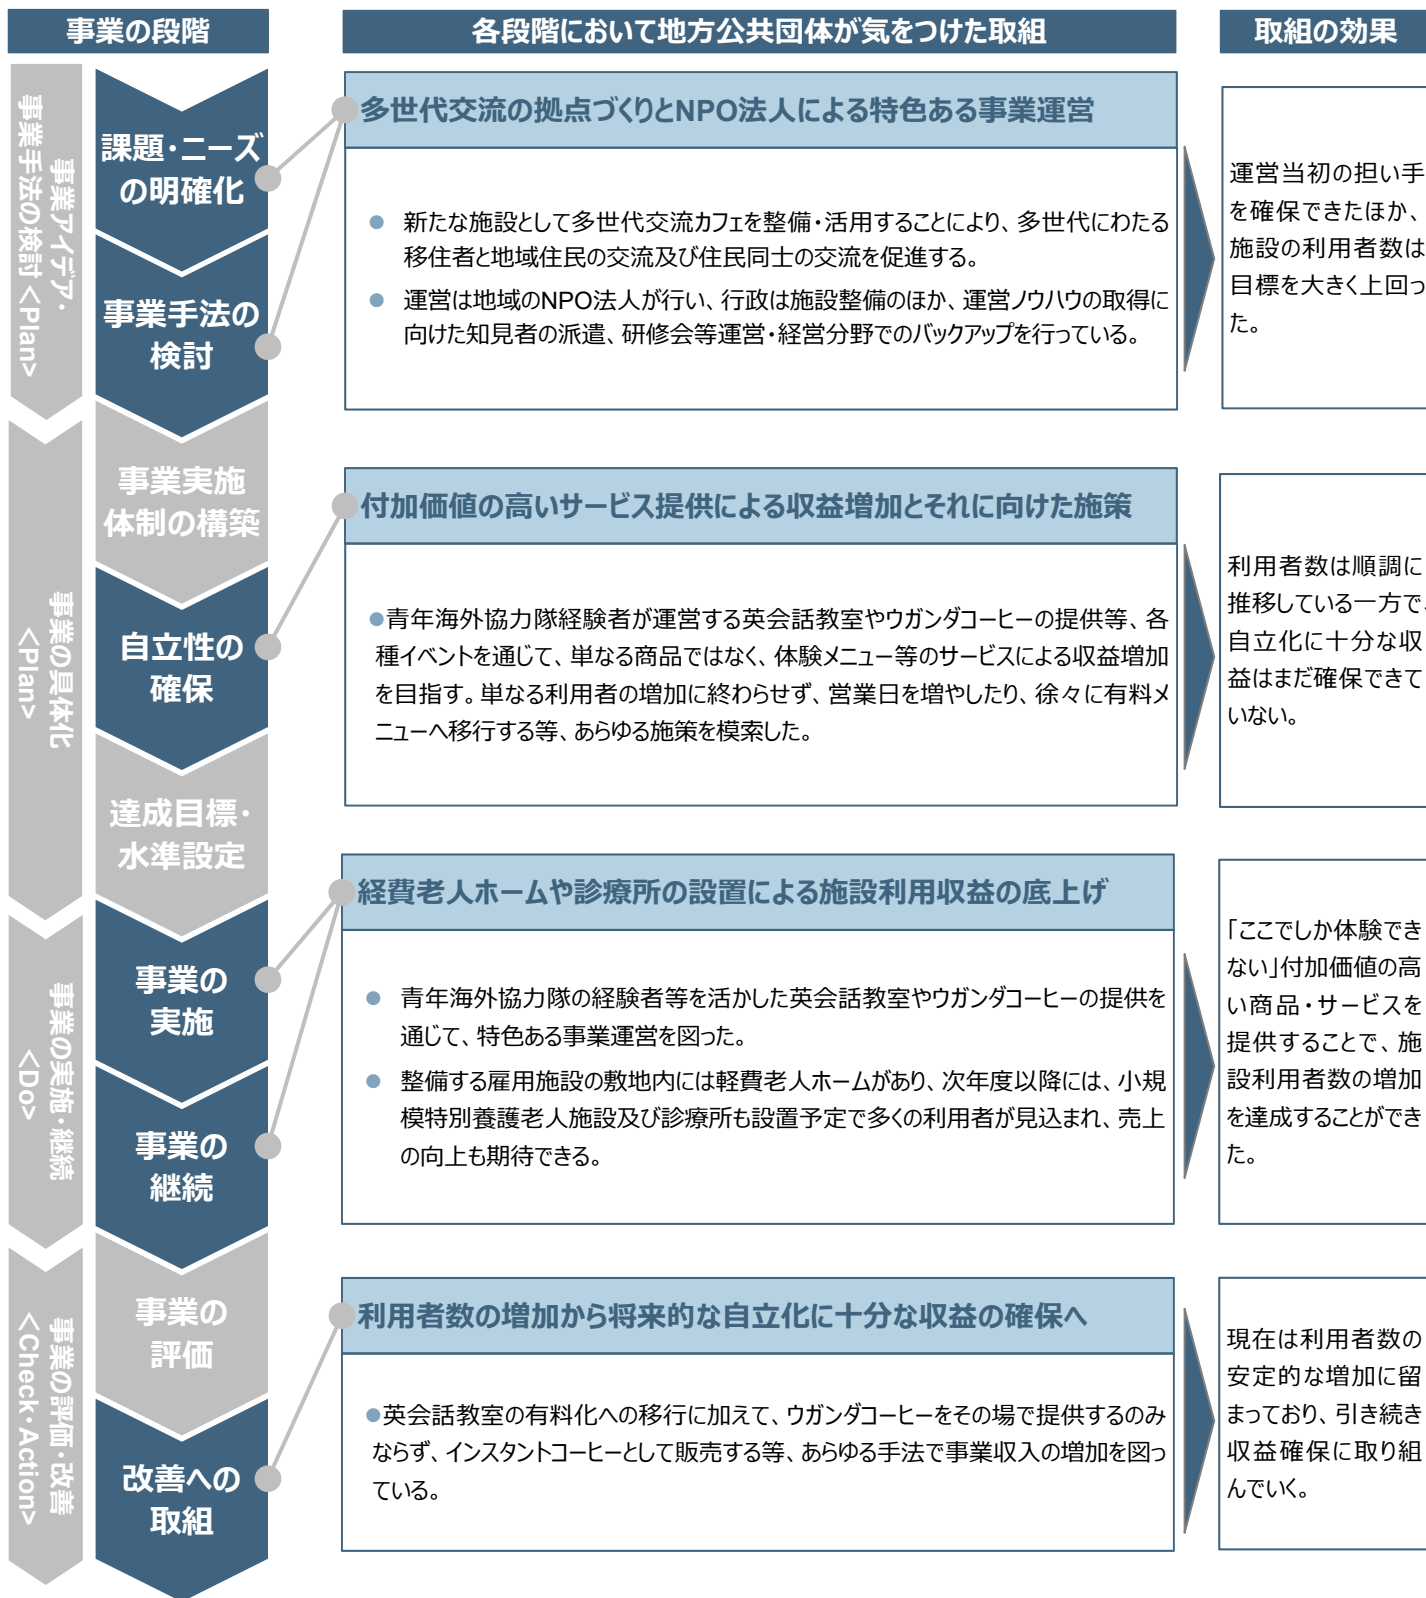 事業の段階
各段階において地方公共団体が気をつけた取組
取組の効果
事業アイデア・
事業手法の検討 <Plan>
課題・ニーズ
の明確化
事業手法の
検討
多世代交流の拠点づくりとNPO法人による特色ある事業運営
● 新たな施設として多世代交流カフェを整備・活用することにより、多世代にわたる
移住者と地域住民の交流及び住民同士の交流を促進する。
● 運営は地域のNPO法人が行い、行政は施設整備のほか、運営ノウハウの取得に
向けた知見者の派遣、研修会等運営・経営分野でのバックアップを行っている。
運営当初の担い手
を確保できたほか、
施設の利用者数は
目標を大きく上回っ
た。
事業の具体化
<Plan>
事業実施
体制の構築
自立性の
確保
達成目標・
水準設定
付加価値の高いサービス提供による収益増加とそれに向けた施策
●青年海外協力隊経験者が運営する英会話教室やウガンダコーヒーの提供等、各
種イベントを通じて、単なる商品ではなく、体験メニュー等のサービスによる収益増加
を目指す。単なる利用者の増加に終わらせず、営業日を増やしたり、徐々に有料メ
ニューへ移行する等、あらゆる施策を模索した。
利用者数は順調に
推移している一方で、
自立化に十分な収
益はまだ確保できて
いない。
事業の実施・継続
<Do>
事業の
実施
事業の
継続
経費老人ホームや診療所の設置による施設利用収益の底上げ
● 青年海外協力隊の経験者等を活かした英会話教室やウガンダコーヒーの提供を
通じて、特色ある事業運営を図った。
● 整備する雇用施設の敷地内には軽費老人ホームがあり、次年度以降には、小規
模特別養護老人施設及び診療所も設置予定で多くの利用者が見込まれ、売上
の向上も期待できる。
「ここでしか体験でき
ない」付加価値の高
い商品・サービスを
提供することで、施
設利用者数の増加
を達成することができ
た。
事業の評価・改善
<Check・Action>
事業の
評価
改善への
取組
利用者数の増加から将来的な自立化に十分な収益の確保へ
●英会話教室の有料化への移行に加えて、ウガンダコーヒーをその場で提供するのみ
ならず、インスタントコーヒーとして販売する等、あらゆる手法で事業収入の増加を図っ
ている。
現在は利用者数の
安定的な増加に留
まっており、引き続き
収益確保に取り組
んでいく。